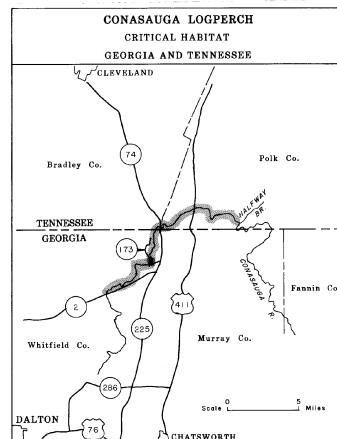 CONASAUGA LOGPERCH
CRITICAL HABITAT
GEORGIA AND TENNESSEE
CLEVELAND
74
Bradley Co.
Polk Co.
HALFWAY
BR.
TENNESSEE
GEORGIA
173
CONASAUGA
R.
Fannin Co
2
411
225
Whitfield Co.
Murray Co.
286
Scale 0 5 Miles
DALTON
76
CHATSWORTH